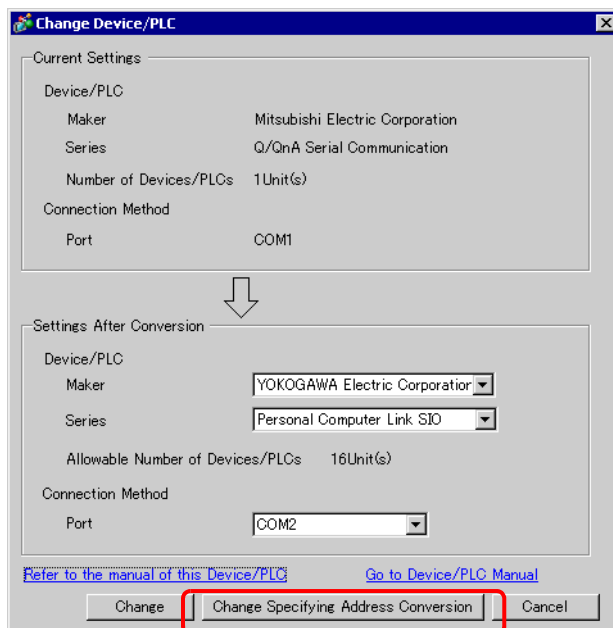 Change Device/PLC
Current Settings
Device/PLC
Maker Mitsubishi Electric Corporation
Series Q/QnA Serial Communication
Number of Devices/PLCs 1Unit(s)
Connection Method
Port COM1
Settings After Conversion
Device/PLC
Maker YOKOGAWA Electric Corporation
Series Personal Computer Link SIO
Allowable Number of Devices/PLCs 16Unit(s)
Connection Method
Port COM2
Refer to the manual of this Device/PLC Go to Device/PLC Manual
Change Change Specifying Address Conversion Cancel